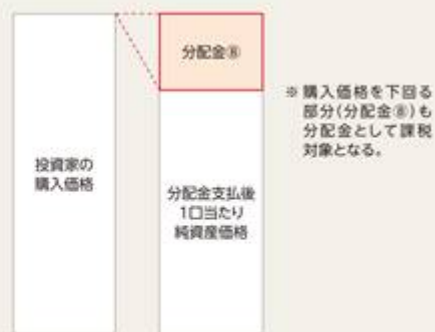 分配金Ⓑ
投資家の
購入価格
分配金支払後
1口当たり
純資産価格
※購入価格を下回る
部分(分配金Ⓑ)も
分配金として課税
対象となる。